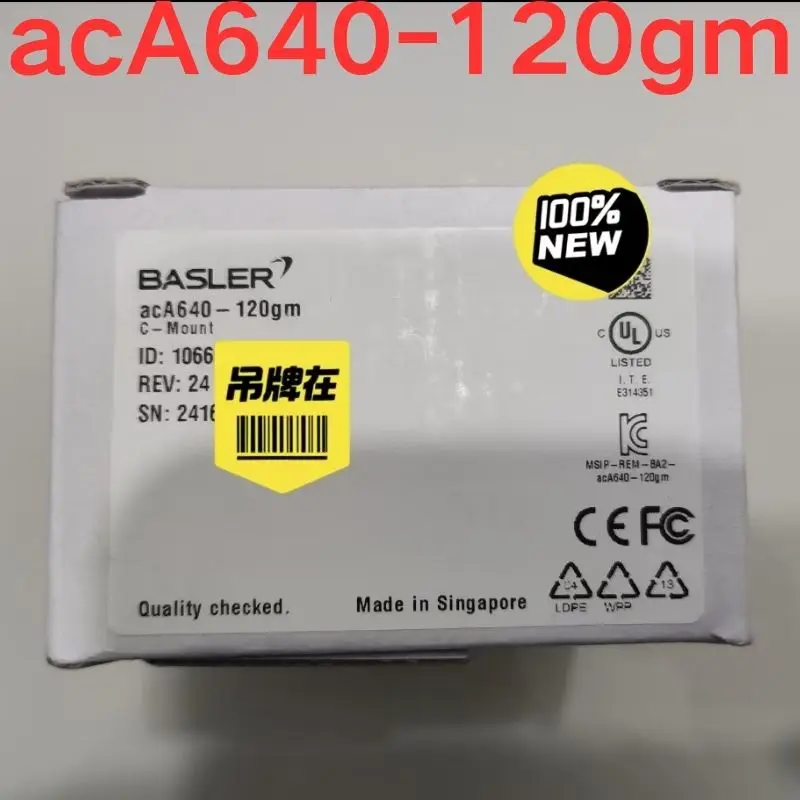 acA640-120gm
100%
NEW
BASLER
acA640-120gm
C-Mount
ID: 1066
REV: 24
SN: 2416
吊牌在
C UL US
LISTED
I.T.E.
E314351
MSIP-REM-BA2-
acA640-120gm
CE FC
04
LDPE
Quality checked.
Made in Singapore